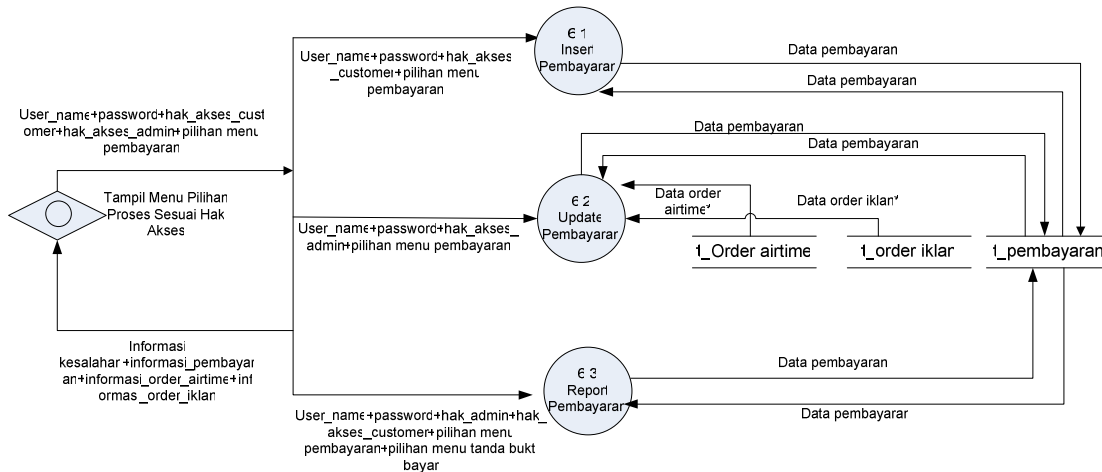 6.1
Insert
Pembayaran
User_name+password+hak_akses
_customer+pilihan menu
pembayaran
Data pembayaran
Data pembayaran
User_name+password+hak_akses_cust
omer+hak_akses_admin+pilihan menu
pembayaran
Tampil Menu Pilihan
Proses Sesuai Hak
Akses
6.2
Update
Pembayaran
User_name+password+hak_akses_
admin+pilihan menu pembayaran
Data pembayaran
Data pembayaran
Data order
airtime*
Data order iklan*
t_Order airtime
t_order iklan
t_pembayaran
Informasi
kesalahan+informasi_pembayar
an+informasi_order_airtime+inf
ormasi_order_iklan
6.3
Report
Pembayaran
Data pembayaran
Data pembayaran
User_name+password+hak_admin+hak_
akses_customer+pilihan menu
pembayaran+pilihan menu tanda bukti
bayar